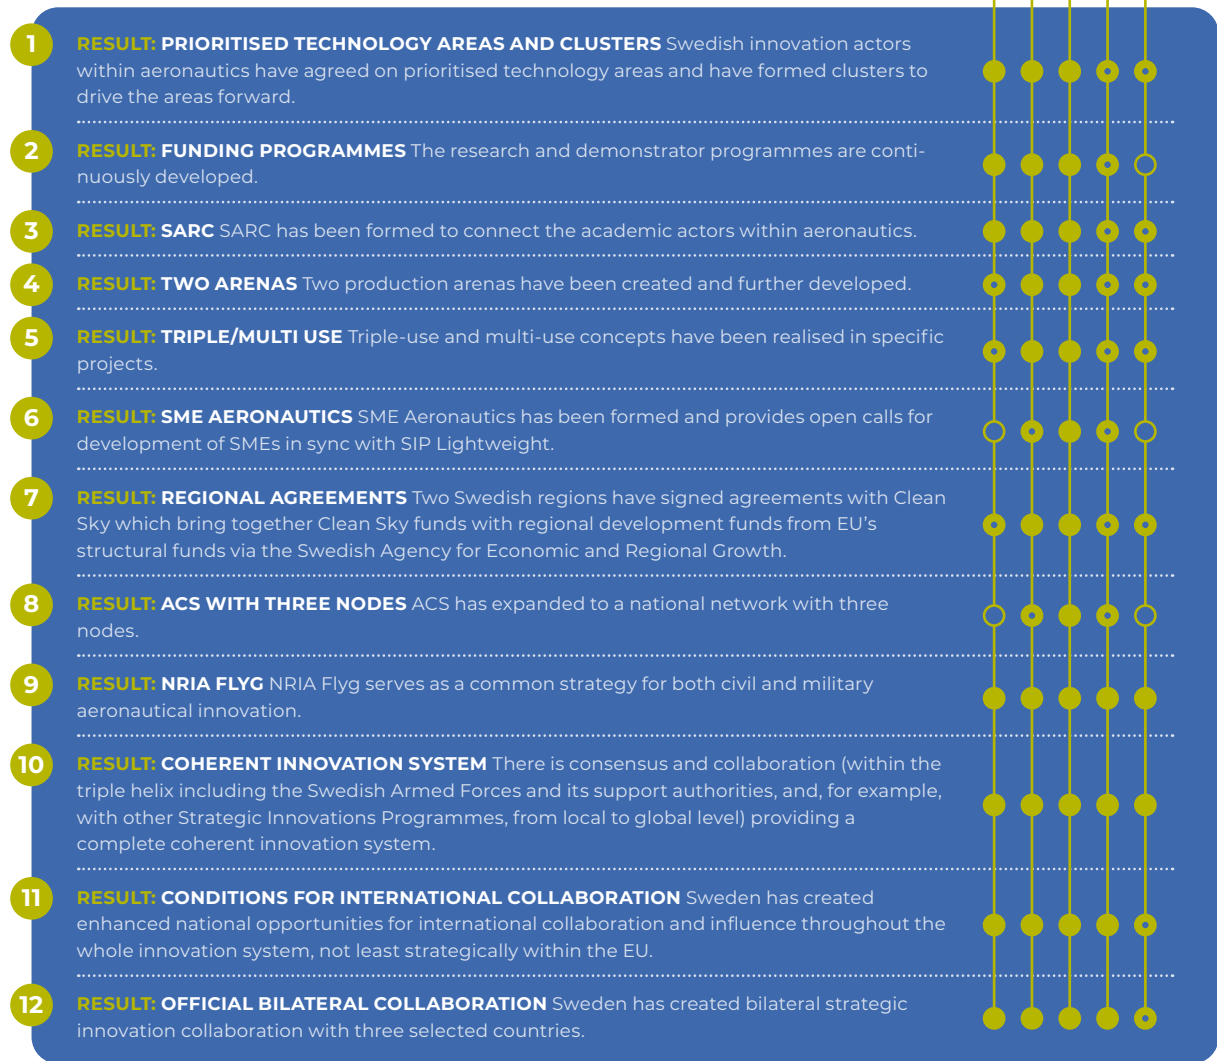 1
RESULT: PRIORITISED TECHNOLOGY AREAS AND CLUSTERS Swedish innovation actors
within aeronautics have agreed on prioritised technology areas and have formed clusters to
drive the areas forward.
2
RESULT: FUNDING PROGRAMMES The research and demonstrator programmes are conti-
nuously developed.
3
RESULT: SARC SARC has been formed to connect the academic actors within aeronautics.
4
RESULT: TWO ARENAS Two production arenas have been created and further developed.
5
RESULT: TRIPLE/MULTI USE Triple-use and multi-use concepts have been realised in specific
projects.
6
RESULT: SME AERONAUTICS SME Aeronautics has been formed and provides open calls for
development of SMEs in sync with SIP Lightweight.
7
RESULT: REGIONAL AGREEMENTS Two Swedish regions have signed agreements with Clean
Sky which bring together Clean Sky funds with regional development funds from EU’s
structural funds via the Swedish Agency for Economic and Regional Growth.
8
RESULT: ACS WITH THREE NODES ACS has expanded to a national network with three
nodes.
9
RESULT: NRIA FLYG NRIA Flyg serves as a common strategy for both civil and military
aeronautical innovation.
10
RESULT: COHERENT INNOVATION SYSTEM There is consensus and collaboration (within the
triple helix including the Swedish Armed Forces and its support authorities, and, for example,
with other Strategic Innovations Programmes, from local to global level) providing a
complete coherent innovation system.
11
RESULT: CONDITIONS FOR INTERNATIONAL COLLABORATION Sweden has created
enhanced national opportunities for international collaboration and influence throughout the
whole innovation system, not least strategically within the EU.
12
RESULT: OFFICIAL BILATERAL COLLABORATION Sweden has created bilateral strategic
innovation collaboration with three selected countries.